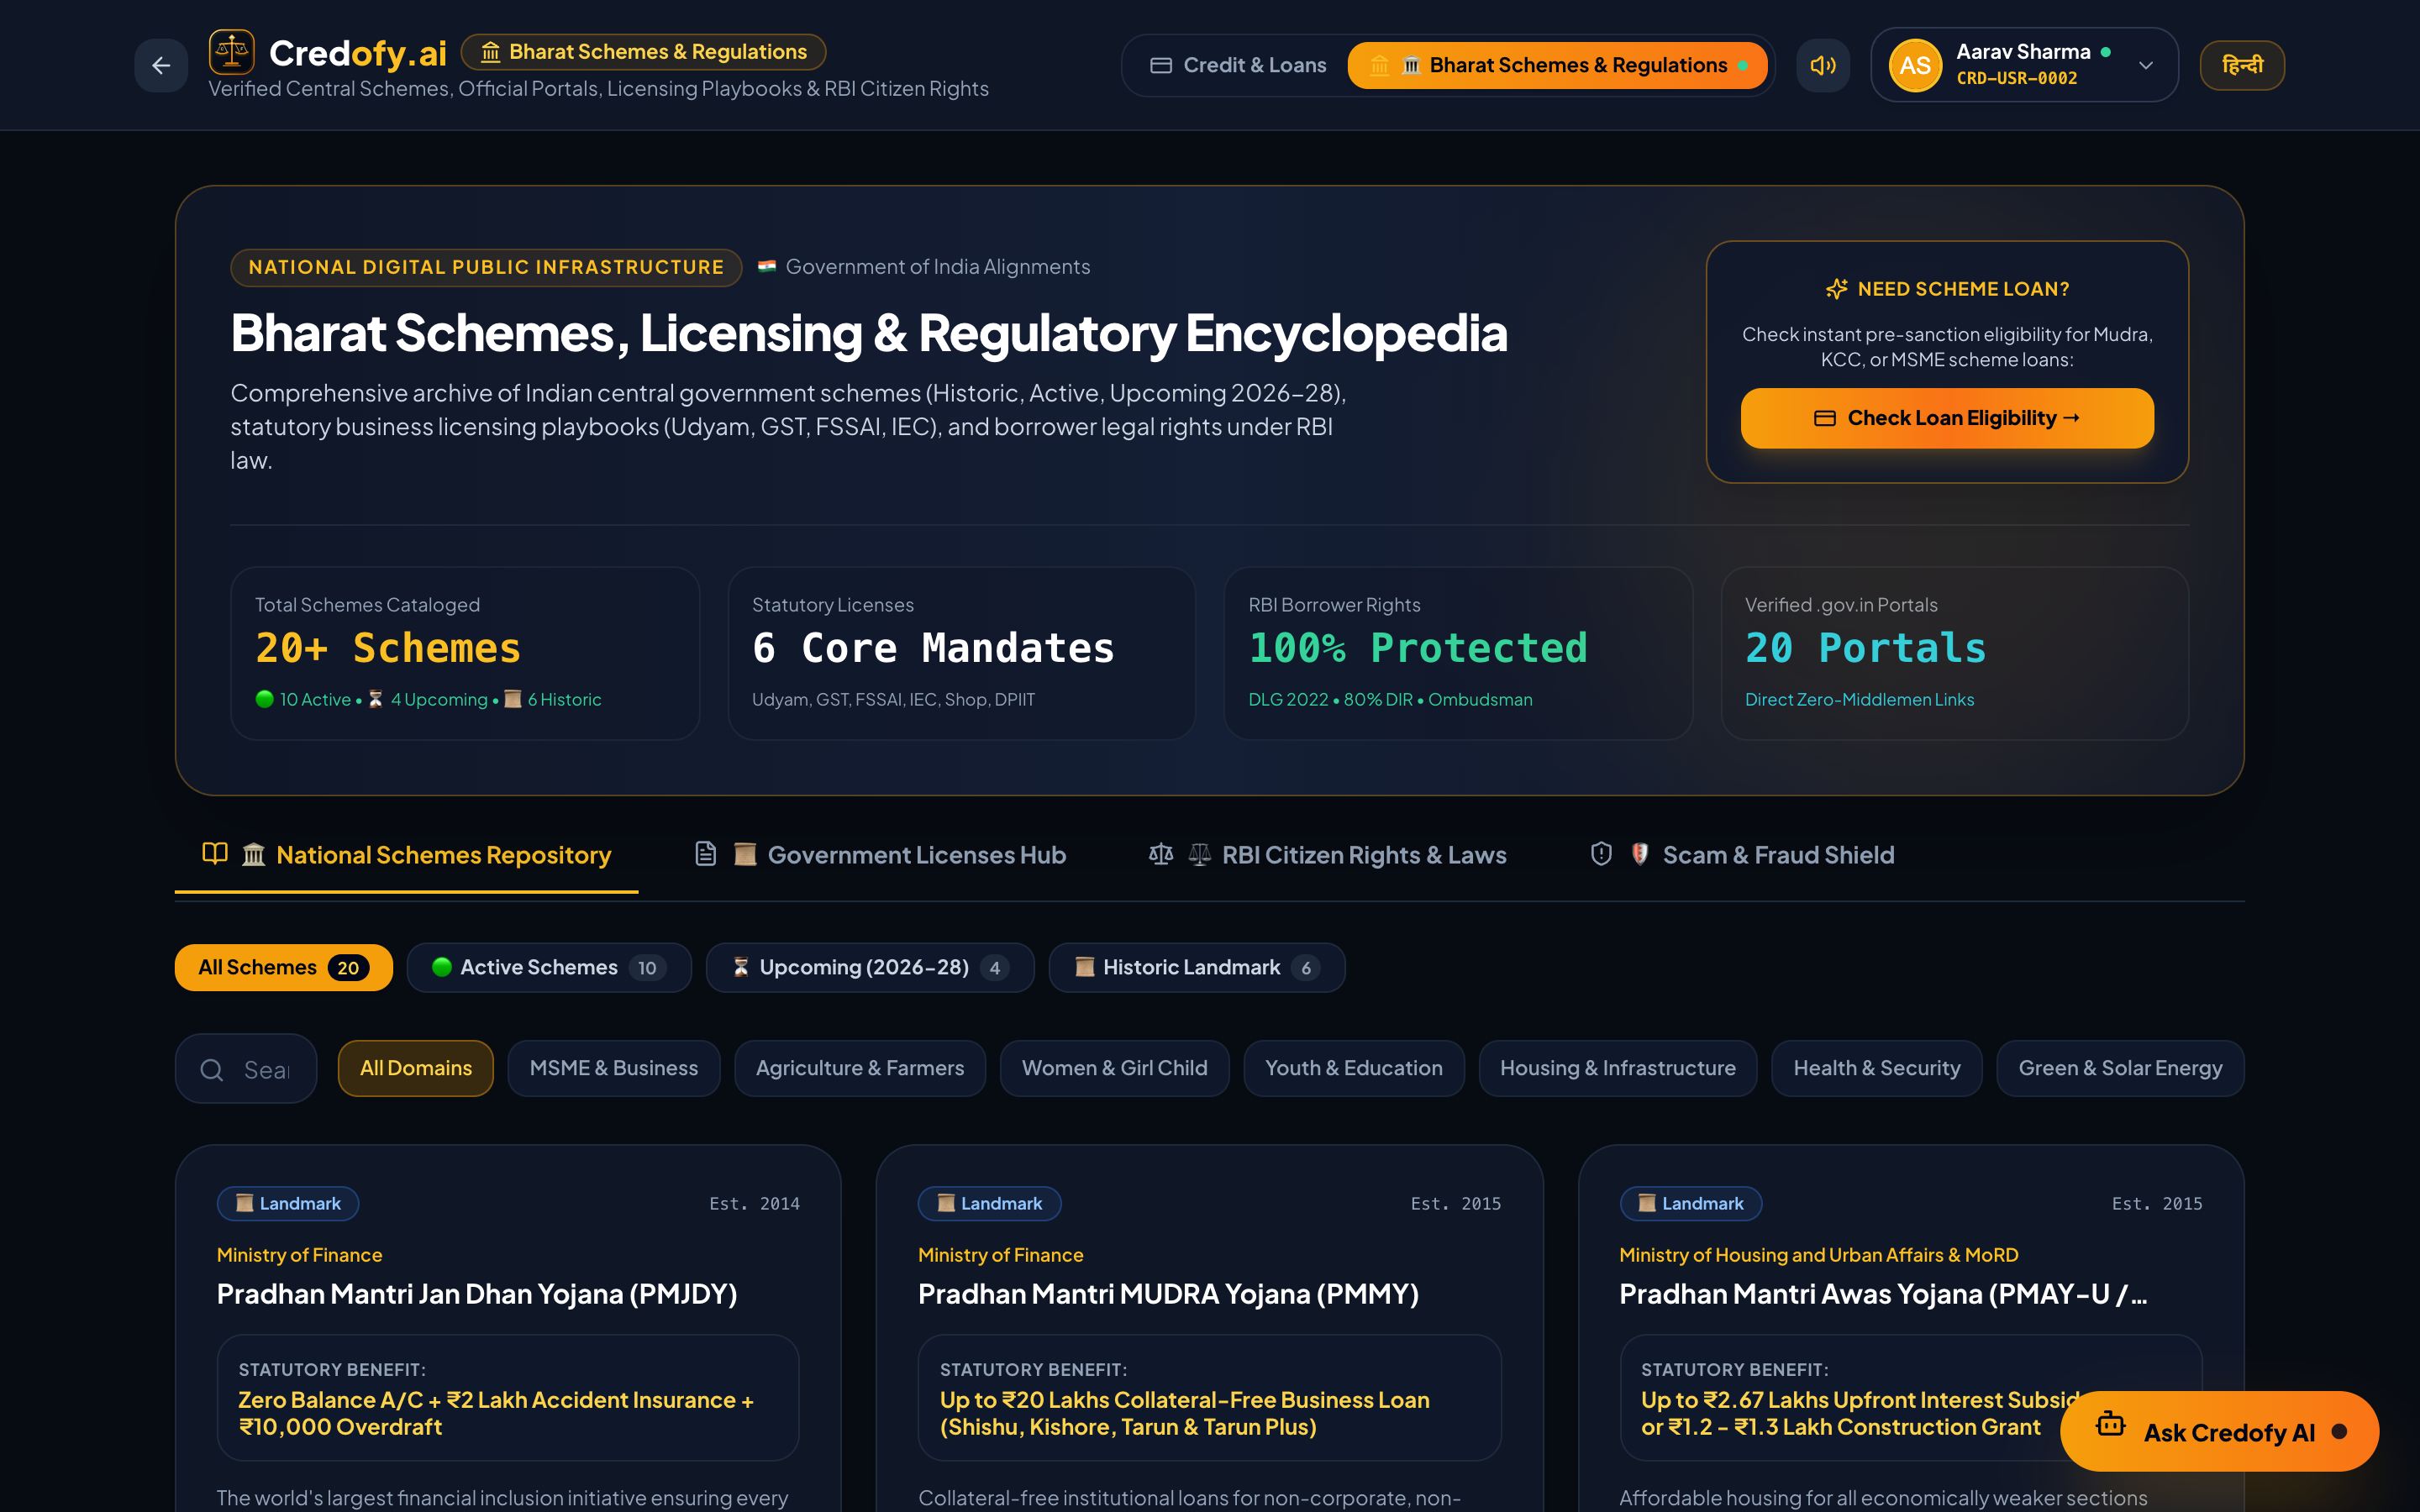 Credofy.ai
Bharat Schemes & Regulations
Verified Central Schemes, Official Portals, Licensing Playbooks & RBI Citizen Rights
Credit & Loans
Bharat Schemes & Regulations
AS
Aarav Sharma
CRD-USR-0002
हिन्दी
NATIONAL DIGITAL PUBLIC INFRASTRUCTURE
Government of India Alignments
Bharat Schemes, Licensing & Regulatory Encyclopedia
Comprehensive archive of Indian central government schemes (Historic, Active, Upcoming 2026–28),
statutory business licensing playbooks (Udyam, GST, FSSAI, IEC), and borrower legal rights under RBI
law.
NEED SCHEME LOAN?
Check instant pre-sanction eligibility for Mudra,
KCC, or MSME scheme loans:
Check Loan Eligibility →
Total Schemes Cataloged
20+ Schemes
10 Active • ⏳ 4 Upcoming • 📜 6 Historic
Statutory Licenses
6 Core Mandates
Udyam, GST, FSSAI, IEC, Shop, DPIIT
RBI Borrower Rights
100% Protected
DLG 2022 • 80% DIR • Ombudsman
Verified .gov.in Portals
20 Portals
Direct Zero-Middlemen Links
National Schemes Repository
Government Licenses Hub
RBI Citizen Rights & Laws
Scam & Fraud Shield
All Schemes 20
Active Schemes 10
Upcoming (2026–28) 4
Historic Landmark 6
Sear
All Domains
MSME & Business
Agriculture & Farmers
Women & Girl Child
Youth & Education
Housing & Infrastructure
Health & Security
Green & Solar Energy
Landmark
Est. 2014
Ministry of Finance
Pradhan Mantri Jan Dhan Yojana (PMJDY)
STATUTORY BENEFIT:
Zero Balance A/C + ₹2 Lakh Accident Insurance +
₹10,000 Overdraft
The world's largest financial inclusion initiative ensuring every
Landmark
Est. 2015
Ministry of Finance
Pradhan Mantri MUDRA Yojana (PMMY)
STATUTORY BENEFIT:
Up to ₹20 Lakhs Collateral-Free Business Loan
(Shishu, Kishore, Tarun & Tarun Plus)
Collateral-free institutional loans for non-corporate, non-
Landmark
Est. 2015
Ministry of Housing and Urban Affairs & MoRD
Pradhan Mantri Awas Yojana (PMAY-U /...
STATUTORY BENEFIT:
Up to ₹2.67 Lakhs Upfront Interest Subsid
or ₹1.2 - ₹1.3 Lakh Construction Grant
Affordable housing for all economically weaker sections
Ask Credofy AI